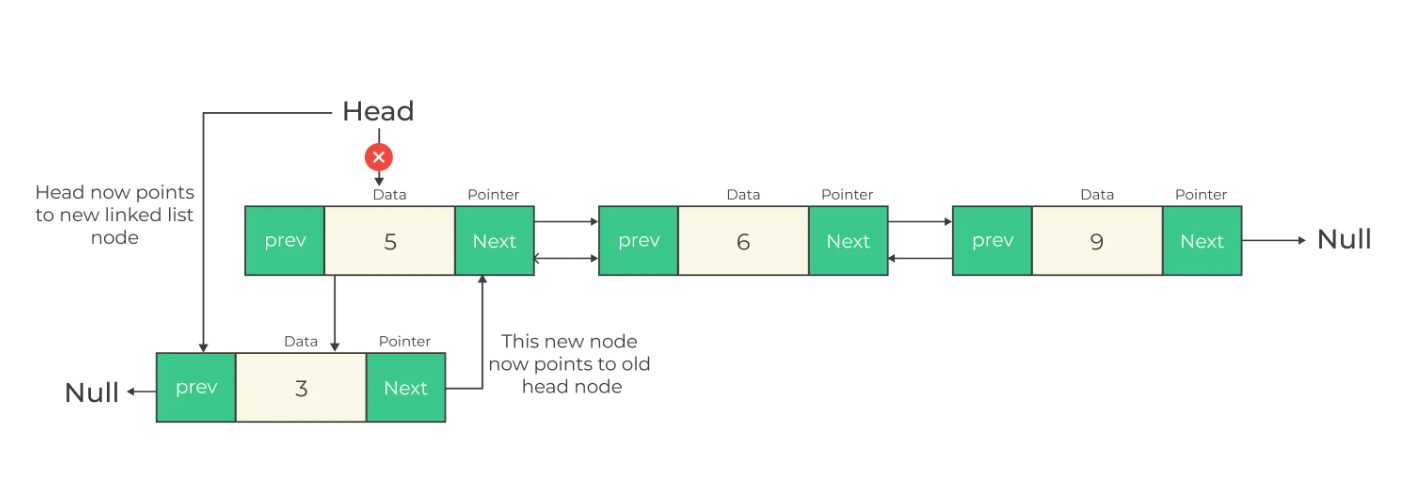 Head
Head now points
to new linked list
node
Data Pointer Data Pointer Data Pointer
prev 5 Next prev 6 Next prev 9 Next Null
Data Pointer
Null prev 3 Next
This new node
now points to old
head node